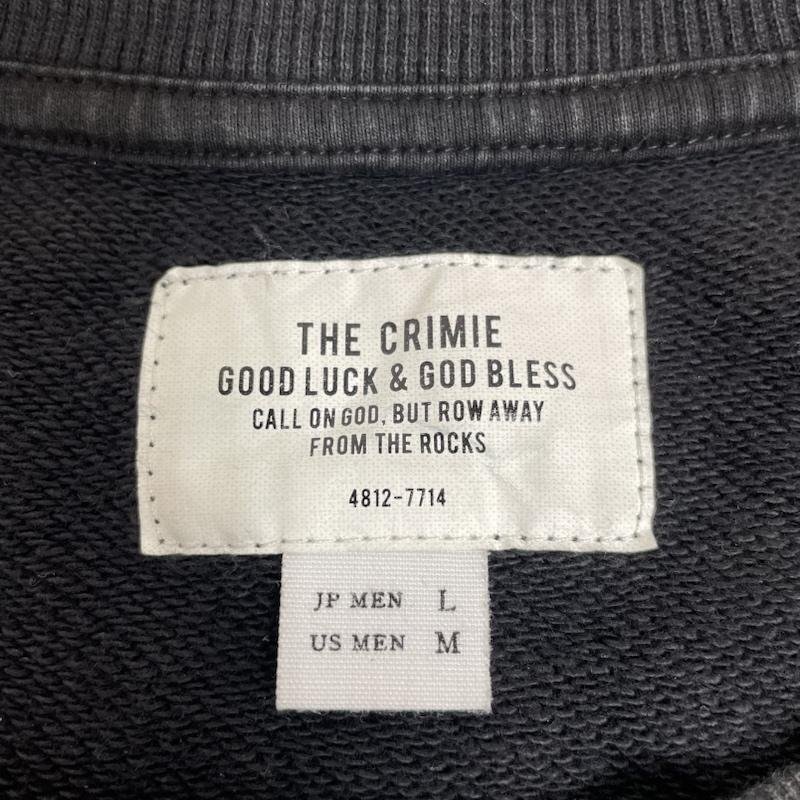 THE CRIMIE
GOOD LUCK & GOD BLESS
CALL ON GOD, BUT ROW AWAY
FROM THE ROCKS
4812-7714
JP MEN L
US MEN M